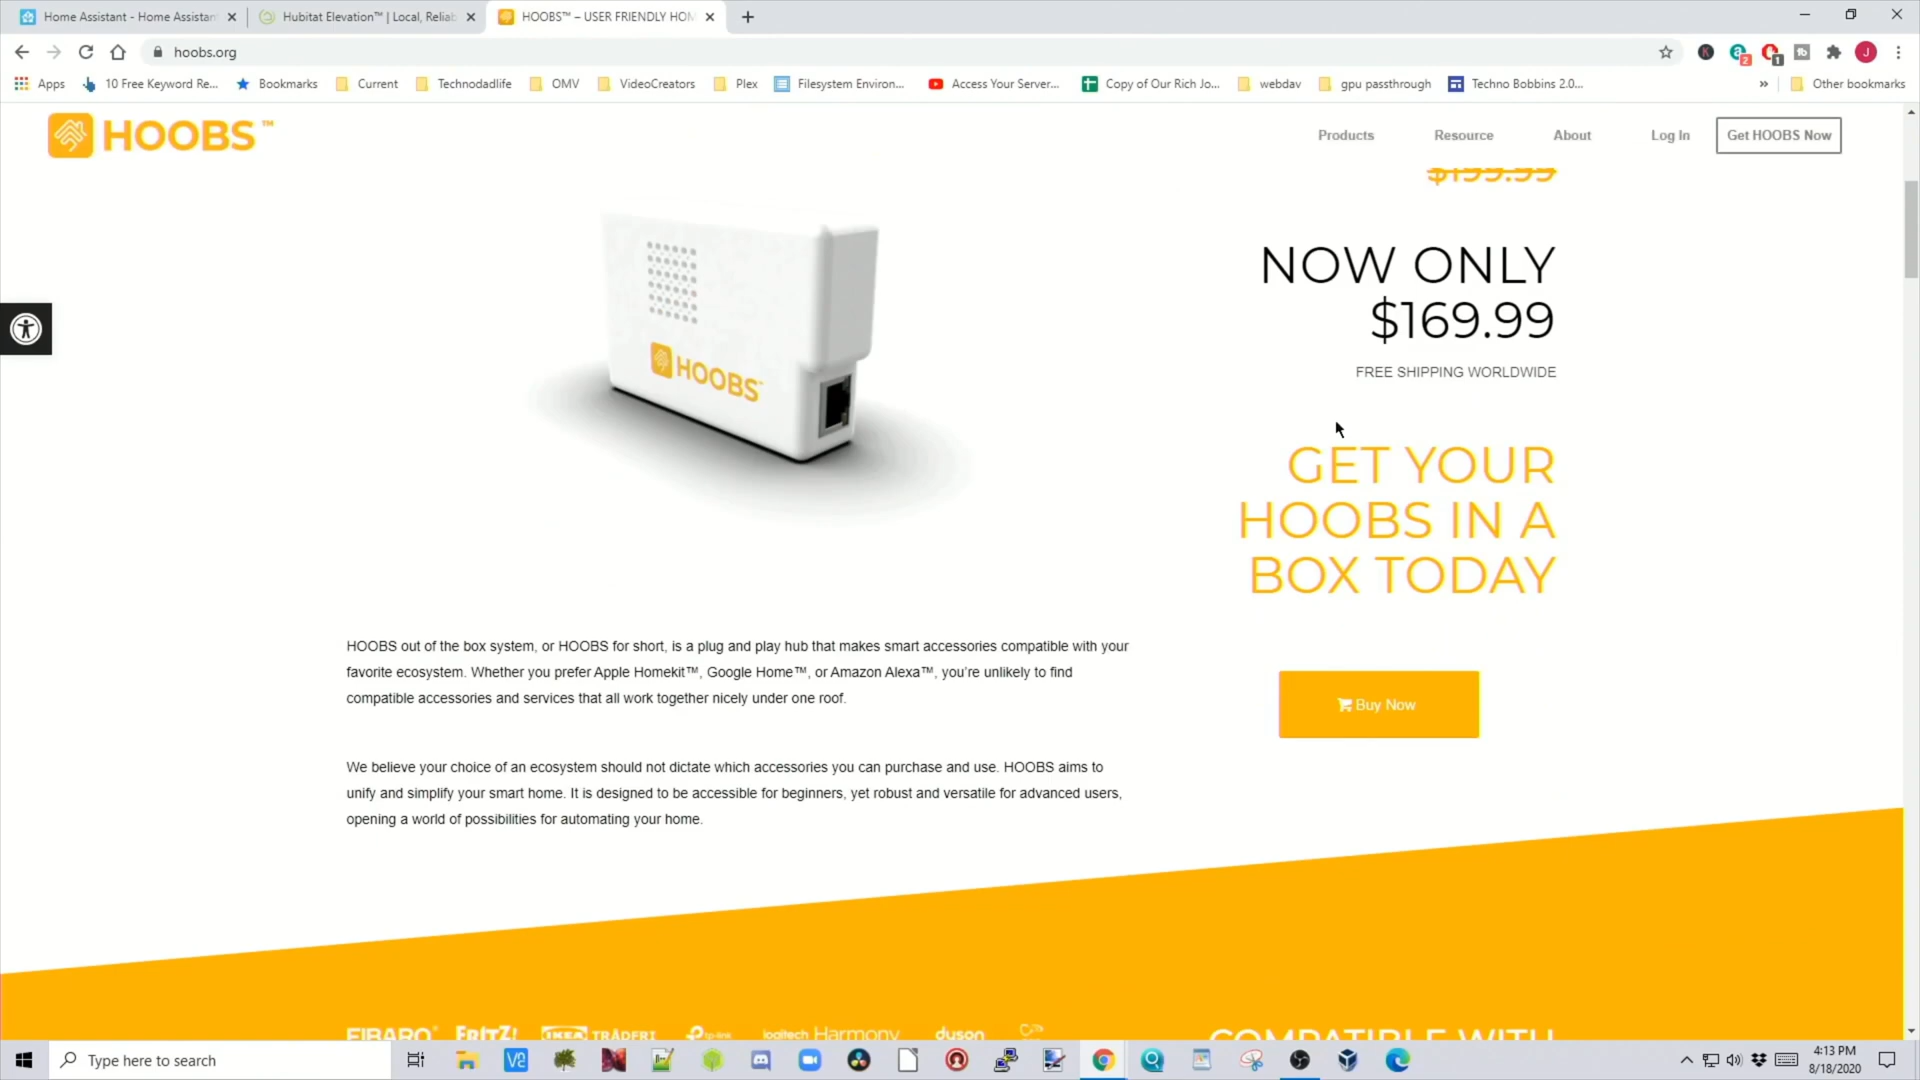 Home Assistant - Home Assistan
Hubitat Elevation™ | Local, Reliab
HOOBS™ – USER FRIENDLY HOM
hoobs.org
Apps
10 Free Keyword Re...
Bookmarks
Current
Technodadlife
OMV
VideoCreators
Plex
Filesystem Environ...
Access Your Server...
Copy of Our Rich Jo...
webdav
gpu passthrough
Techno Bobbins 2.0...
»
Other bookmarks
HOOBS™
Products
Resource
About
Log In
Get HOOBS Now
$199.99
NOW ONLY
$169.99
FREE SHIPPING WORLDWIDE
HOOBS™
GET YOUR
HOOBS IN A
BOX TODAY
Buy Now
HOOBS out of the box system, or HOOBS for short, is a plug and play hub that makes smart accessories compatible with your
favorite ecosystem. Whether you prefer Apple Homekit™, Google Home™, or Amazon Alexa™, you're unlikely to find
compatible accessories and services that all work together nicely under one roof.
We believe your choice of an ecosystem should not dictate which accessories you can purchase and use. HOOBS aims to
unify and simplify your smart home. It is designed to be accessible for beginners, yet robust and versatile for advanced users,
opening a world of possibilities for automating your home.
FIBARO
FRITZ!
IKEA TRÅDFRI
tp-link
logitech Harmony
duson
COMPATIBLE WITH
Type here to search
4:13 PM
8/18/2020